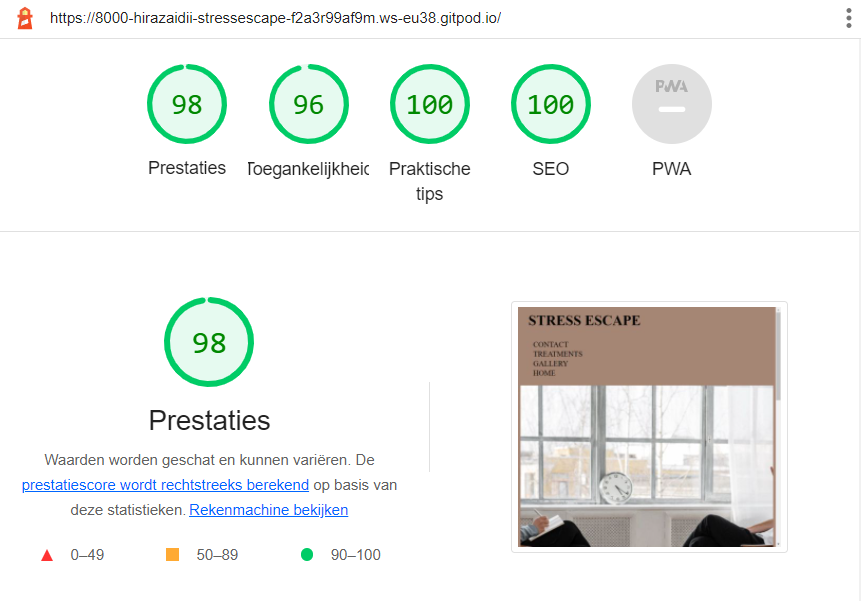 https://8000-hirazaidii-stressescape-f2a3r99af9m.ws-eu38.gitpod.io/
98
96
100
100
PWA
Prestaties
Toegankelijkheid
Praktische
tips
SEO
PWA
98
Prestaties
Waarden worden geschat en kunnen variëren. De
prestatiescore wordt rechtstreeks berekend op basis van
deze statistieken. Rekenmachine bekijken
0–49
50–89
90–100
STRESS ESCAPE
CONTACT
TREATMENTS
GALLERY
HOME